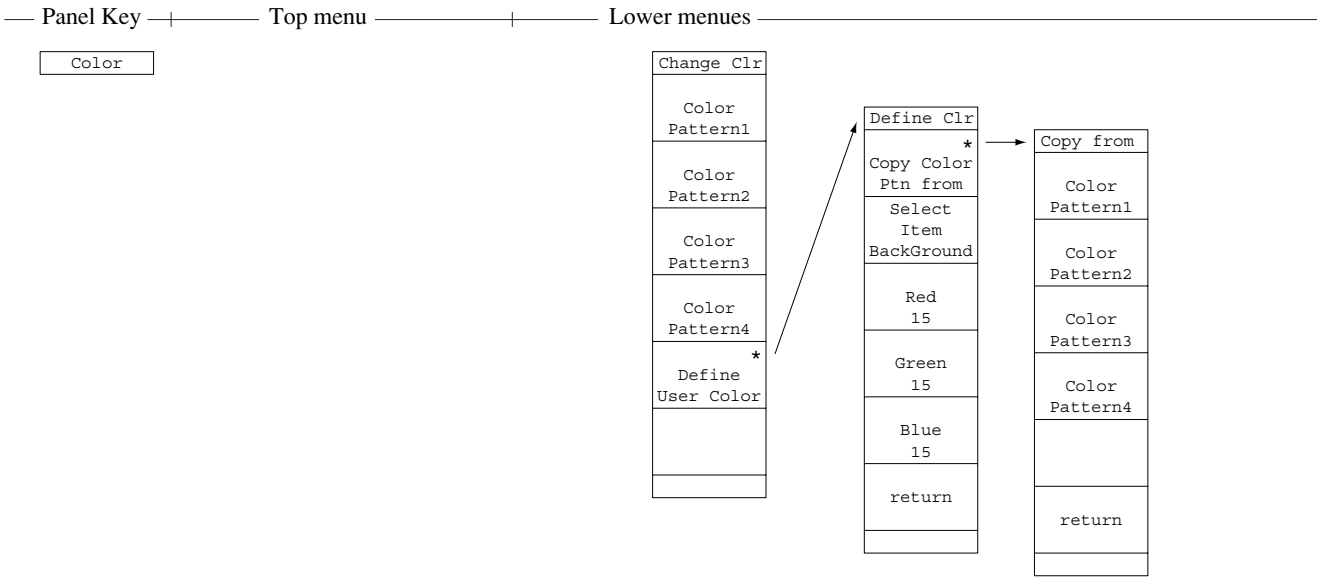 Panel Key
Top menu
Lower menues
Color
Change Clr
Color
Pattern1
Color
Pattern2
Color
Pattern3
Color
Pattern4
*
Define
User Color
Define Clr
*
Copy Color
Ptn from
Select
Item
BackGround
Red
15
Green
15
Blue
15
return
Copy from
Color
Pattern1
Color
Pattern2
Color
Pattern3
Color
Pattern4
return